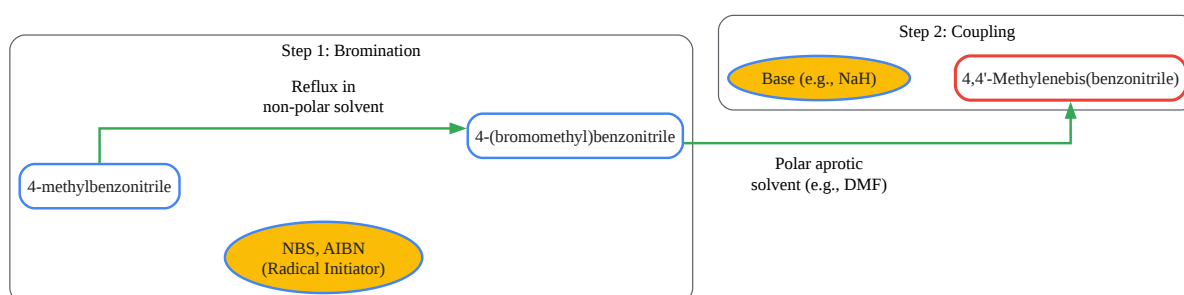 Step 1: Bromination
Reflux in
non-polar solvent
4-methylbenzonitrile
4-(bromomethyl)benzonitrile
NBS, AIBN
(Radical Initiator)
Step 2: Coupling
Base (e.g., NaH)
4,4'-Methylenebis(benzonitrile)
Polar aprotic
solvent (e.g., DMF)